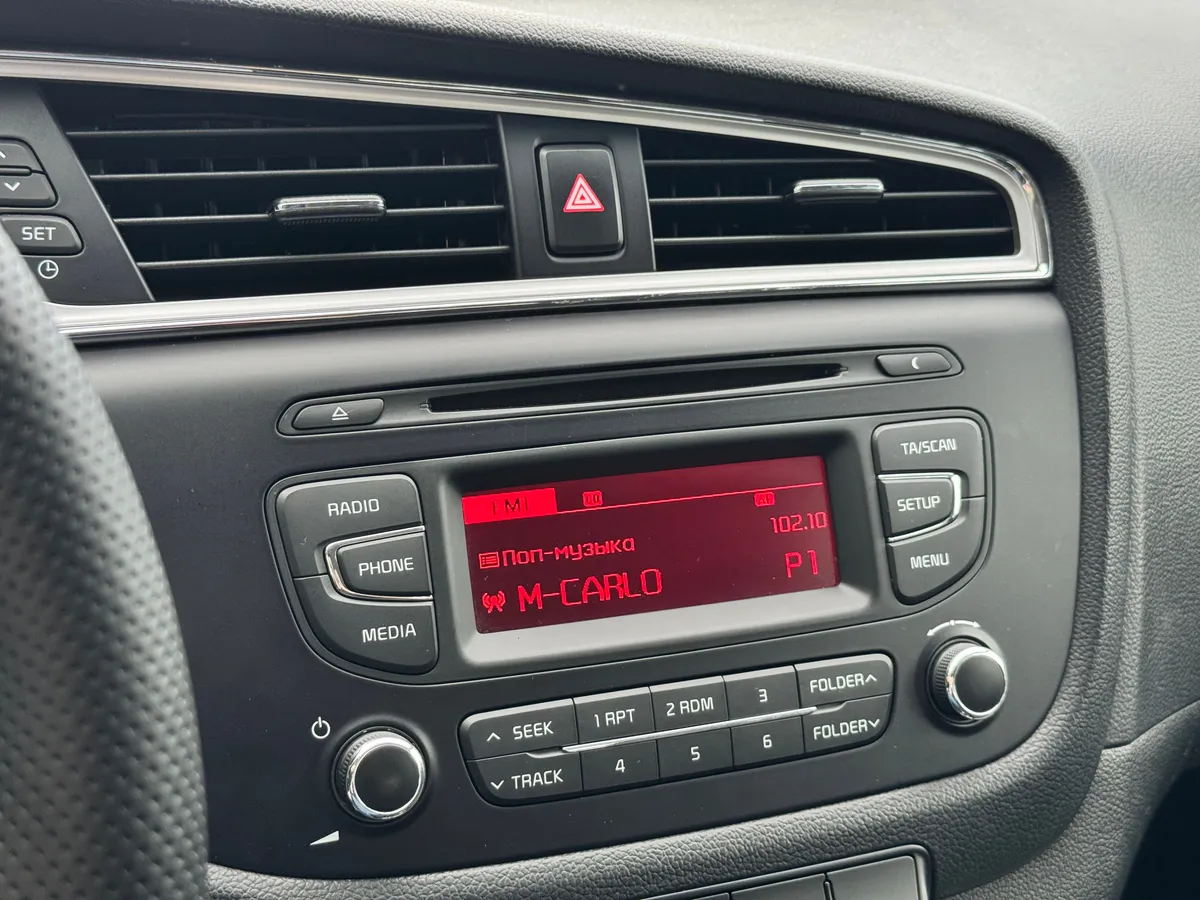 SET
RADIO
PHONE
MEDIA
102.10
Поп-музыка
M-CARLO P1
TA/SCAN
SETUP
MENU
SEEK
1 RPT
2 RDM
3
FOLDER
TRACK
4
5
6
FOLDER